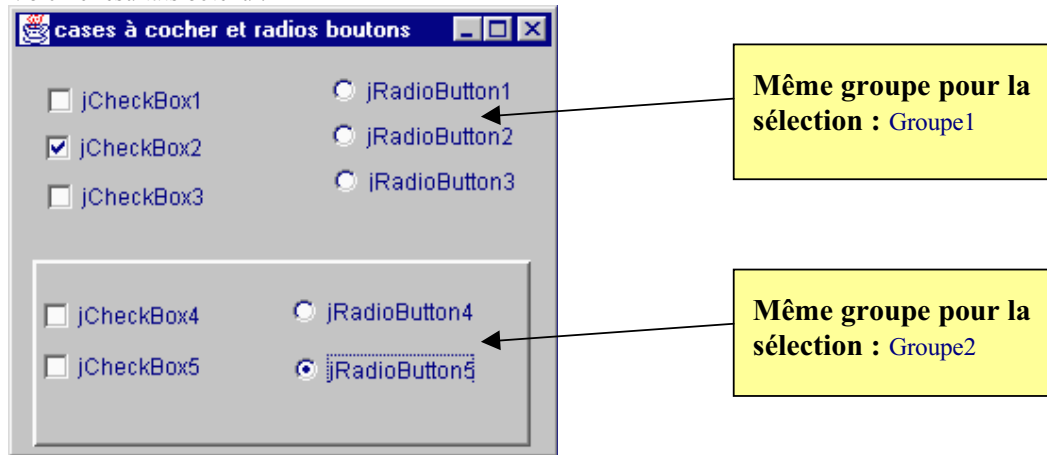 cases à cocher et radios boutons
jCheckBox1
jCheckBox2
jCheckBox3
jRadioButton1
jRadioButton2
jRadioButton3
Même groupe pour la
sélection : Groupe1
jCheckBox4
jCheckBox5
jRadioButton4
jRadioButton5
Même groupe pour la
sélection : Groupe2